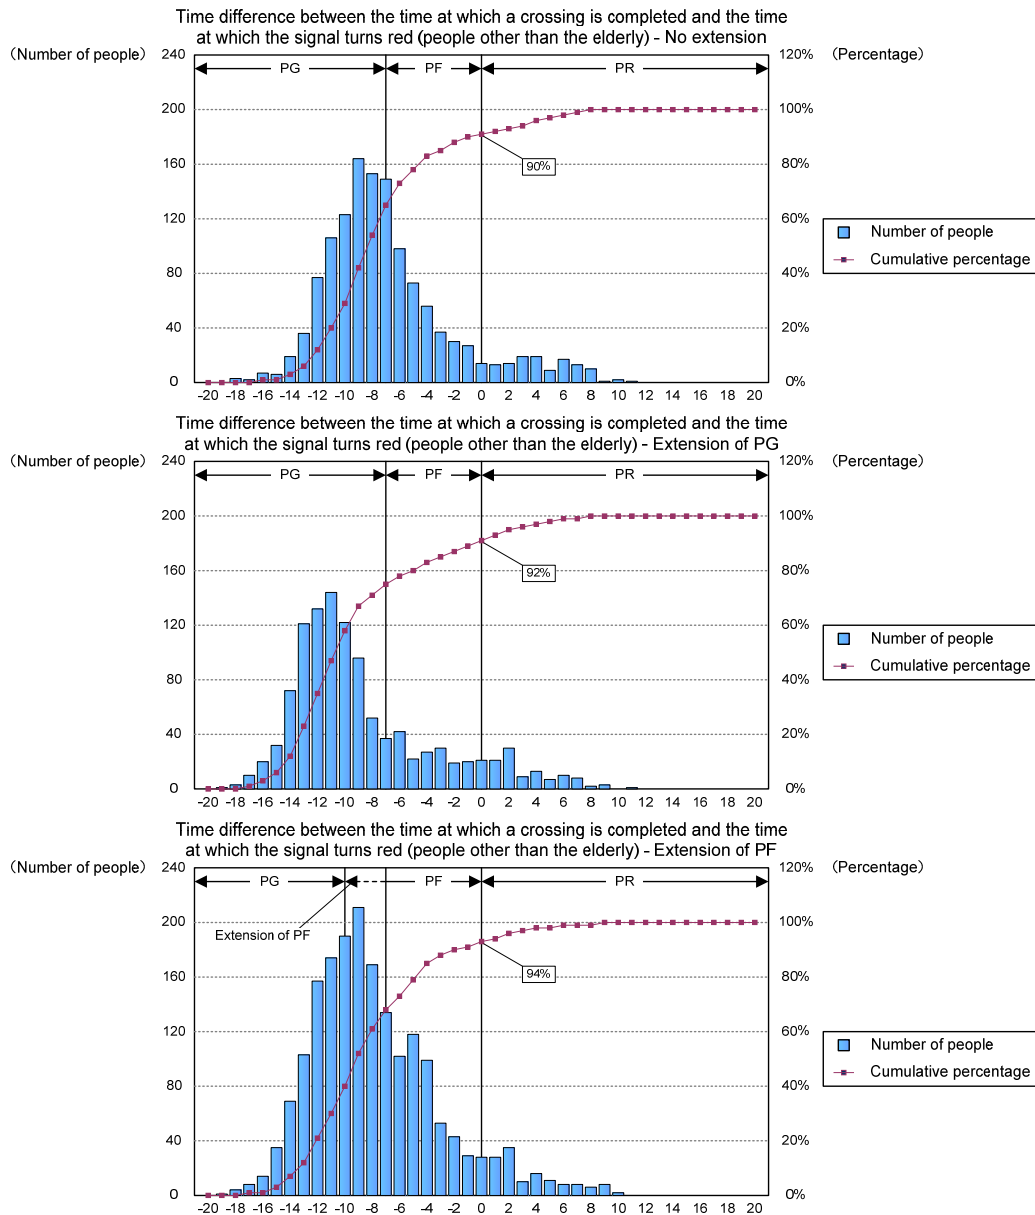 Time difference between the time at which a crossing is completed and the time
at which the signal turns red (people other than the elderly) - No extension
（Number of people）
（Percentage）
240
200
160
120
80
40
0
120%
100%
80%
60%
40%
20%
0%
PG
PF
PR
90%
-20 -18 -16 -14 -12 -10 -8 -6 -4 -2 0 2 4 6 8 10 12 14 16 18 20
Number of people
Cumulative percentage
Time difference between the time at which a crossing is completed and the time
at which the signal turns red (people other than the elderly) - Extension of PG
（Number of people）
（Percentage）
240
200
160
120
80
40
0
120%
100%
80%
60%
40%
20%
0%
PG
PF
PR
92%
-20 -18 -16 -14 -12 -10 -8 -6 -4 -2 0 2 4 6 8 10 12 14 16 18 20
Number of people
Cumulative percentage
Time difference between the time at which a crossing is completed and the time
at which the signal turns red (people other than the elderly) - Extension of PF
（Number of people）
（Percentage）
240
200
160
120
80
40
0
120%
100%
80%
60%
40%
20%
0%
PG
PF
PR
Extension of PF
94%
-20 -18 -16 -14 -12 -10 -8 -6 -4 -2 0 2 4 6 8 10 12 14 16 18 20
Number of people
Cumulative percentage